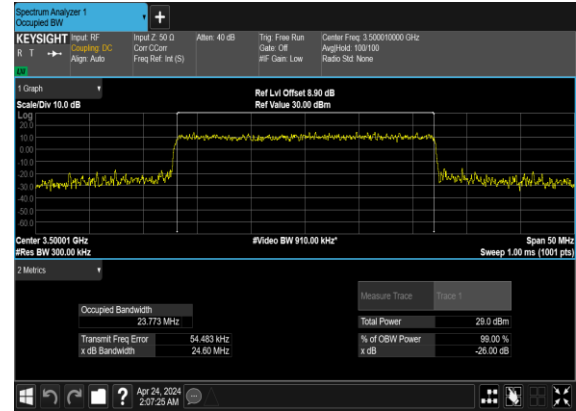 Spectrum Analyzer 1
Occupied BW
+
KEYSIGHT Input: RF Input Z: 50 Ω Atten: 40 dB Trig: Free Run Center Freq: 3.500010000 GHz
R T Coupling: DC Corr CCorr Gate: Off Avg|Hold: 100/100
Align: Auto Freq Ref: Int (S) #IF Gain: Low Radio Std: None
LU
1 Graph
Ref Lvl Offset 8.90 dB
Scale/Div 10.0 dB Ref Value 30.00 dBm
Log
20.0
10.0
0.00
-10.0
-20.0
-30.0
-40.0
-50.0
-60.0
Center 3.50001 GHz #Video BW 910.00 kHz* Span 50 MHz
#Res BW 300.00 kHz Sweep 1.00 ms (1001 pts)
2 Metrics
Measure Trace Trace 1
Occupied Bandwidth
23.773 MHz Total Power 29.0 dBm
Transmit Freq Error 54.483 kHz % of OBW Power 99.00 %
x dB Bandwidth 24.60 MHz x dB -26.00 dB
? Apr 24, 2024
2:07:25 AM